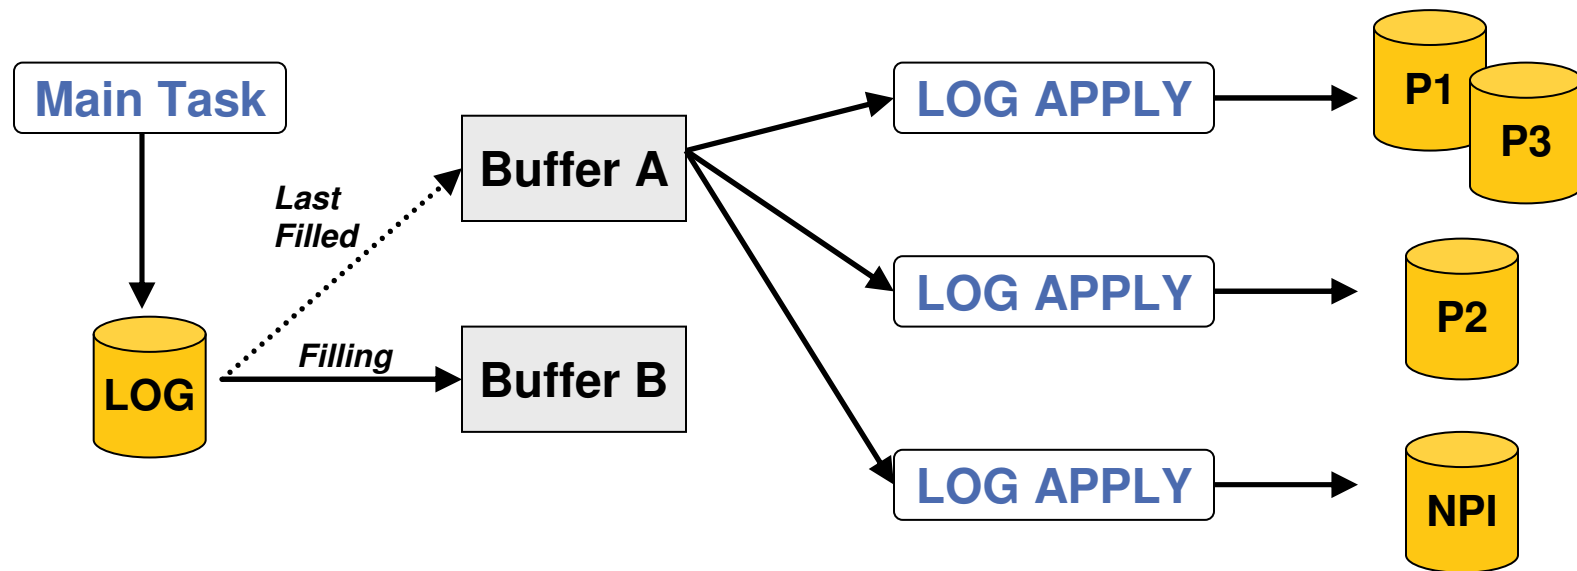 Main Task
LOG
Last
Filled
Filling
Buffer A
Buffer B
LOG APPLY
P1
P3
LOG APPLY
P2
LOG APPLY
NPI